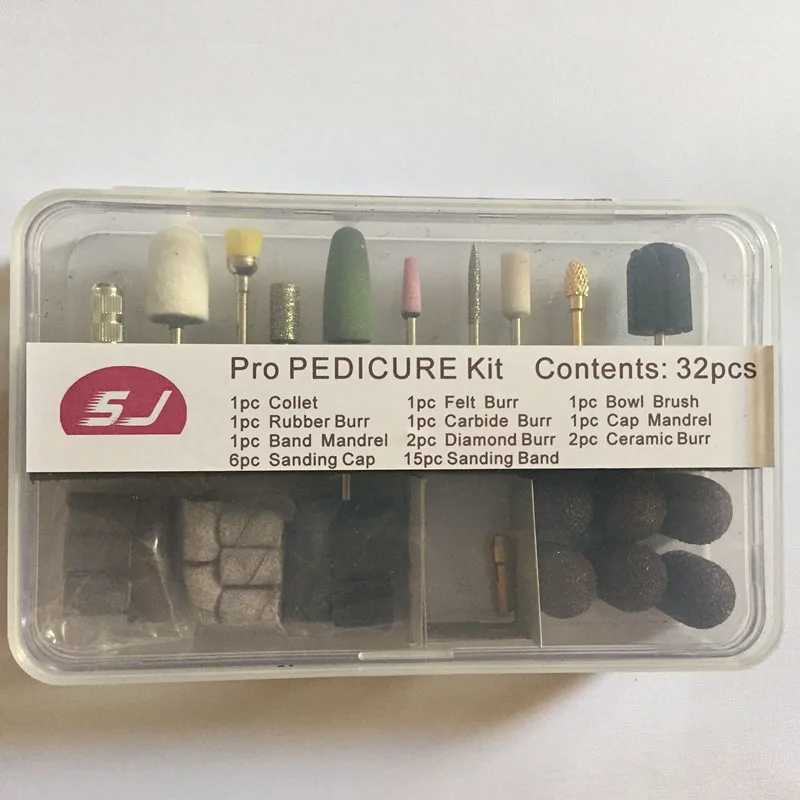 SJ
Pro PEDICURE Kit Contents: 32pcs
1pc Collet 1pc Felt Burr 1pc Bowl Brush
1pc Rubber Burr 1pc Carbide Burr 1pc Cap Mandrel
1pc Band Mandrel 2pc Diamond Burr 2pc Ceramic Burr
6pc Sanding Cap 15pc Sanding Band